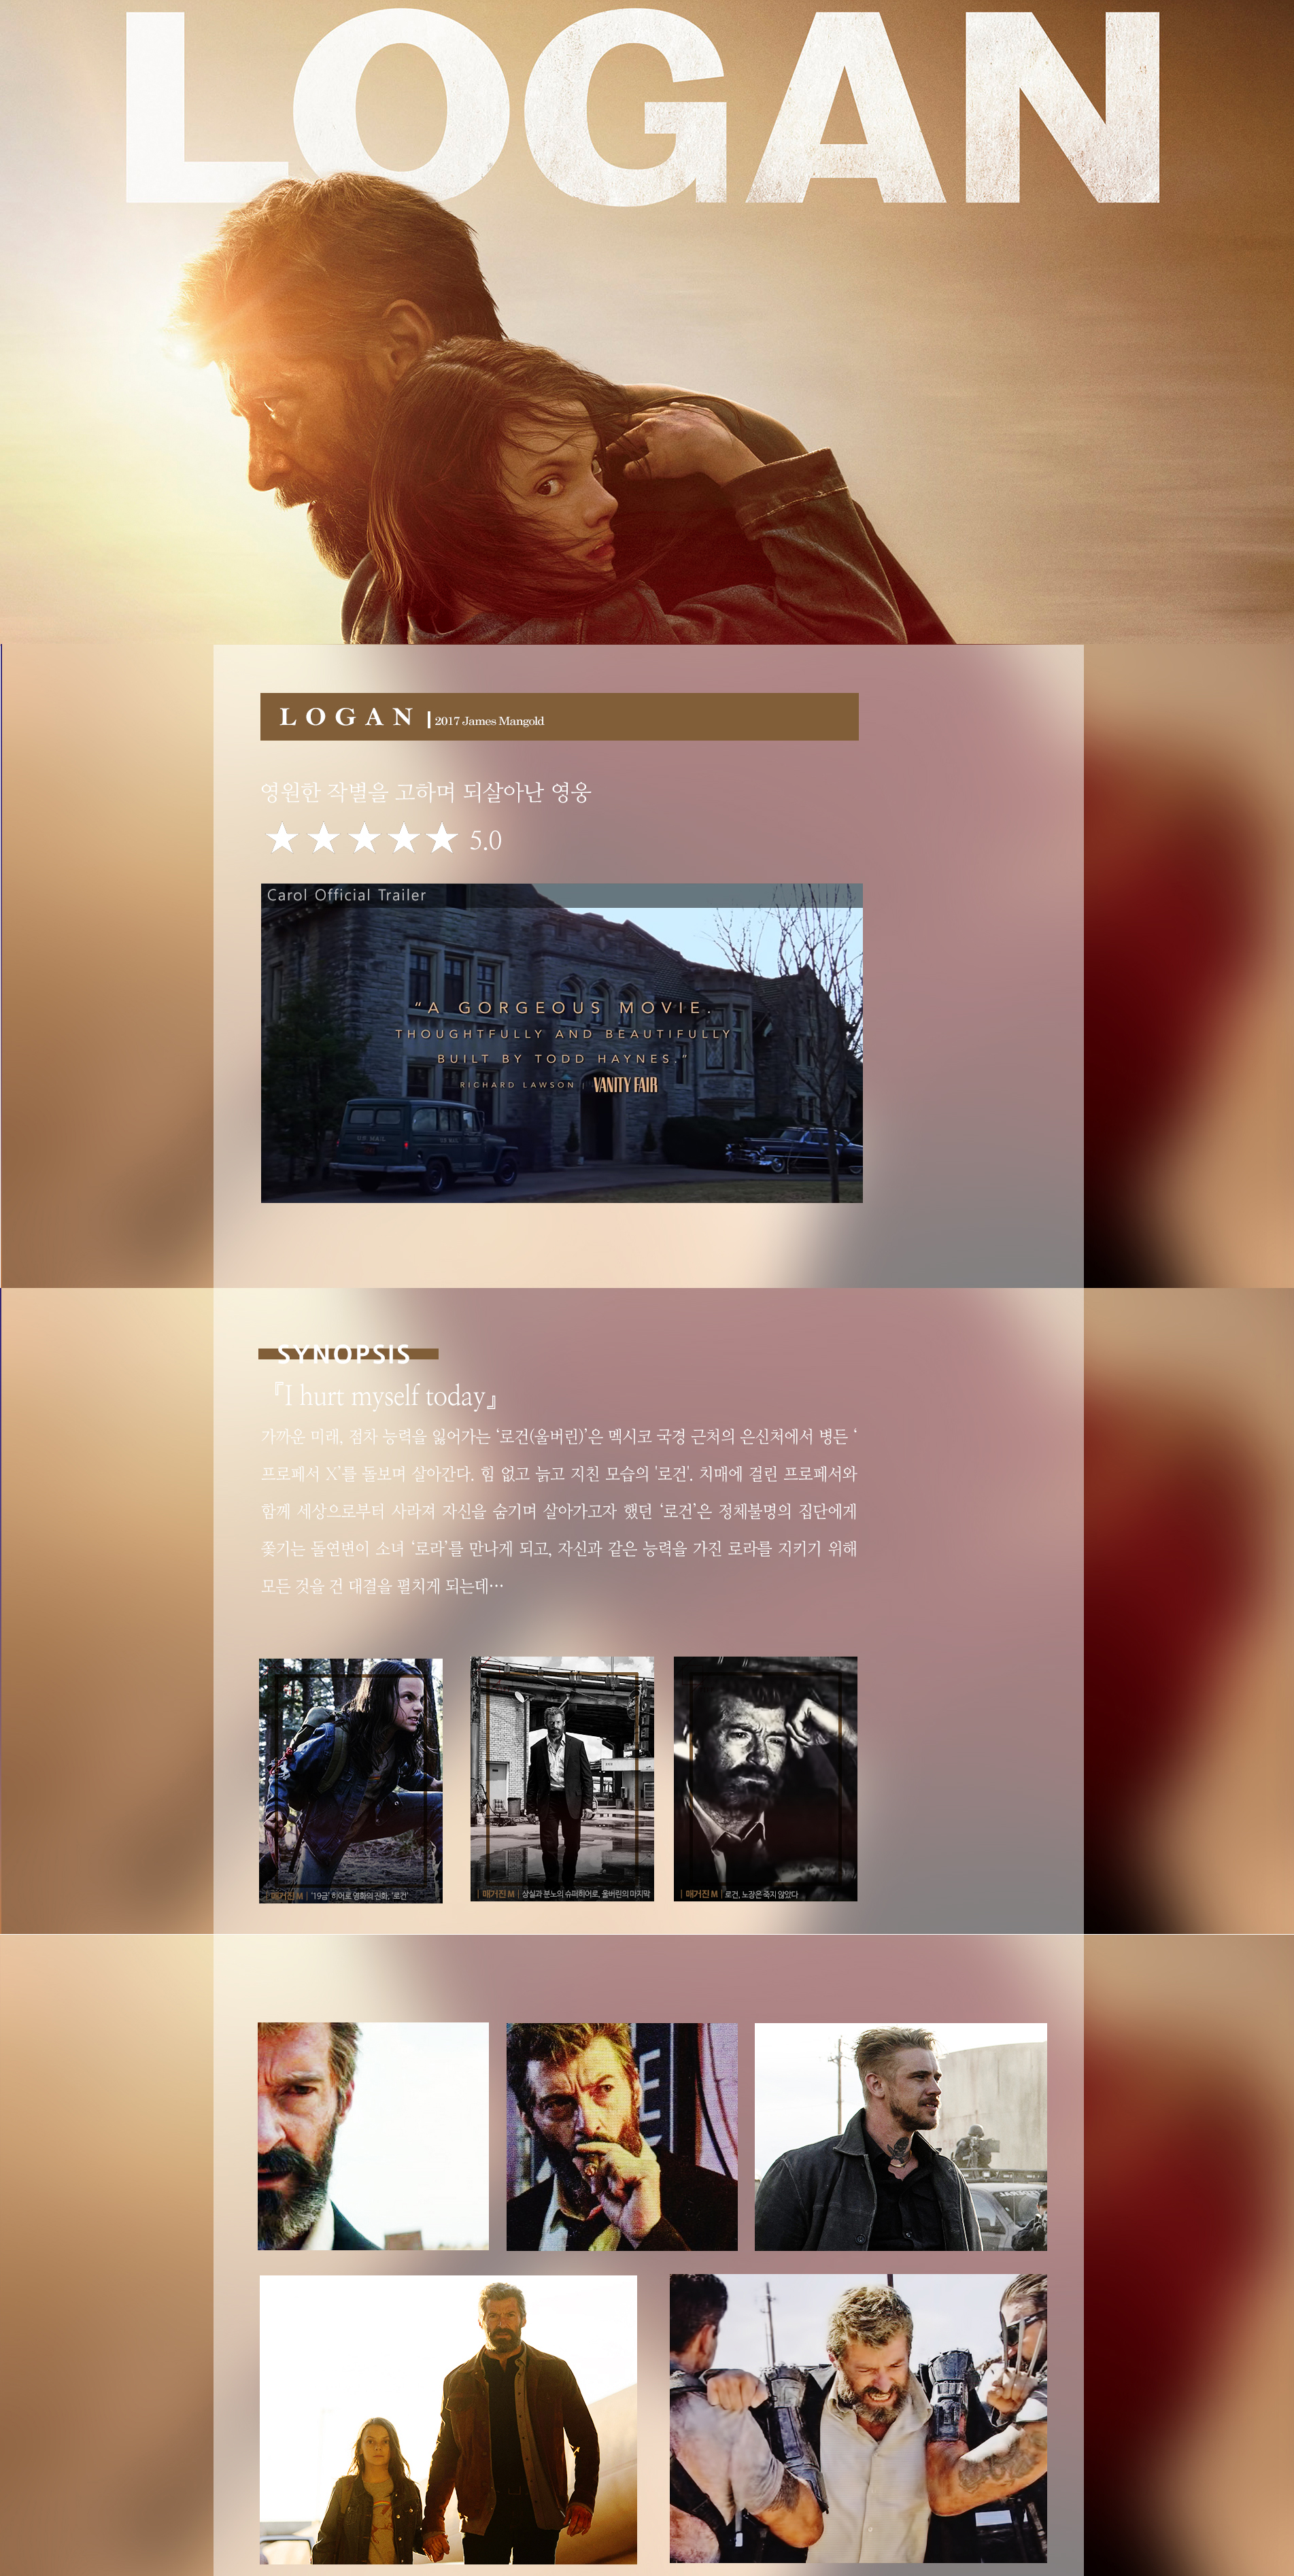 LOGAN
LOGAN | 2017 James Mangold
영원한 작별을 고하며 되살아난 영웅
★★★★★ 5.0
Carol Official Trailer
“A GORGEOUS MOVIE.
THOUGHTFULLY AND BEAUTIFULLY
BUILT BY TODD HAYNES.”
RICHARD LAWSON | VANITY FAIR
U.S. MAIL
SYNOPSIS
『I hurt myself today』
가까운 미래, 점차 능력을 잃어가는 ‘로건(울버린)’은 멕시코 국경 근처의 은신처에서 병든 ‘
프로페서 X’를 돌보며 살아간다. 힘 없고 늙고 지친 모습의 '로건'. 치매에 걸린 프로페서와
함께 세상으로부터 사라져 자신을 숨기며 살아가고자 했던 ‘로건’은 정체불명의 집단에게
쫓기는 돌연변이 소녀 ‘로라’를 만나게 되고, 자신과 같은 능력을 가진 로라를 지키기 위해
모든 것을 건 대결을 펼치게 되는데…
| 매거진 M | '19금' 히어로 영화의 진화, '로건'
| 매거진 M | 상실과 분노의 슈퍼히어로, 울버린의 마지막
| 매거진 M | 로건, 노장은 죽지 않았다